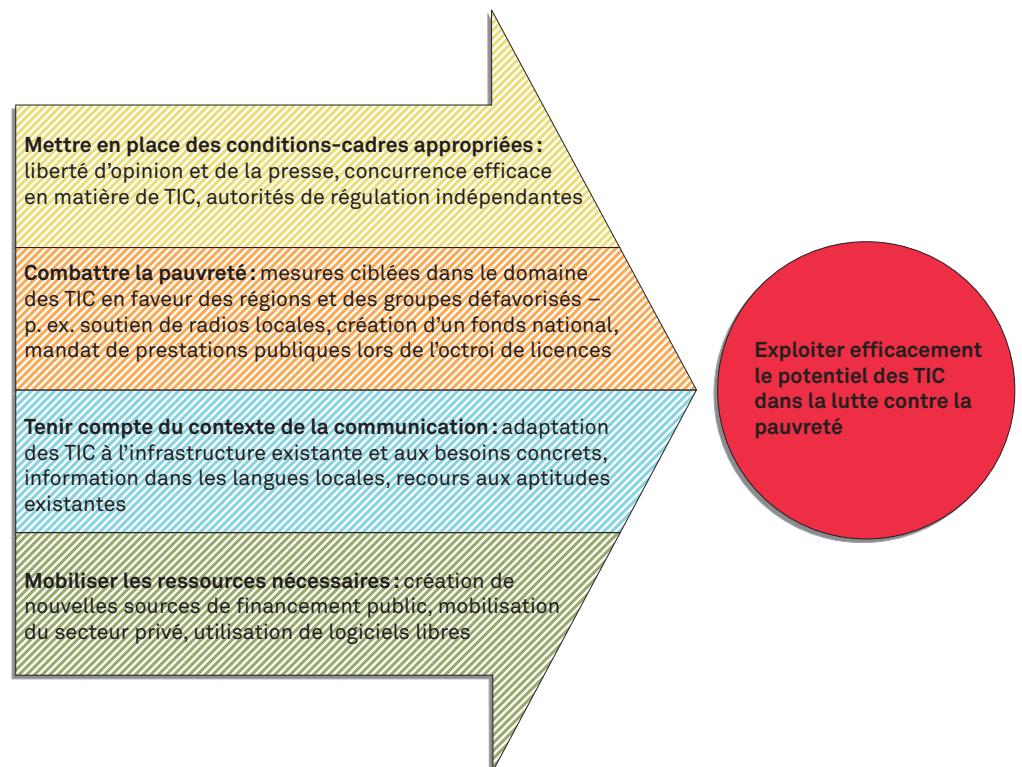 Mettre en place des conditions-cadres appropriées :
liberté d’opinion et de la presse, concurrence efficace
en matière de TIC, autorités de régulation indépendantes
Combattre la pauvreté : mesures ciblées dans le domaine
des TIC en faveur des régions et des groupes défavorisés –
p. ex. soutien de radios locales, création d’un fonds national,
mandat de prestations publiques lors de l’octroi de licences
Tenir compte du contexte de la communication : adaptation
des TIC à l’infrastructure existante et aux besoins concrets,
information dans les langues locales, recours aux aptitudes
existantes
Mobiliser les ressources nécessaires : création de
nouvelles sources de financement public, mobilisation
du secteur privé, utilisation de logiciels libres
Exploiter efficacement
le potentiel des TIC
dans la lutte contre la
pauvreté